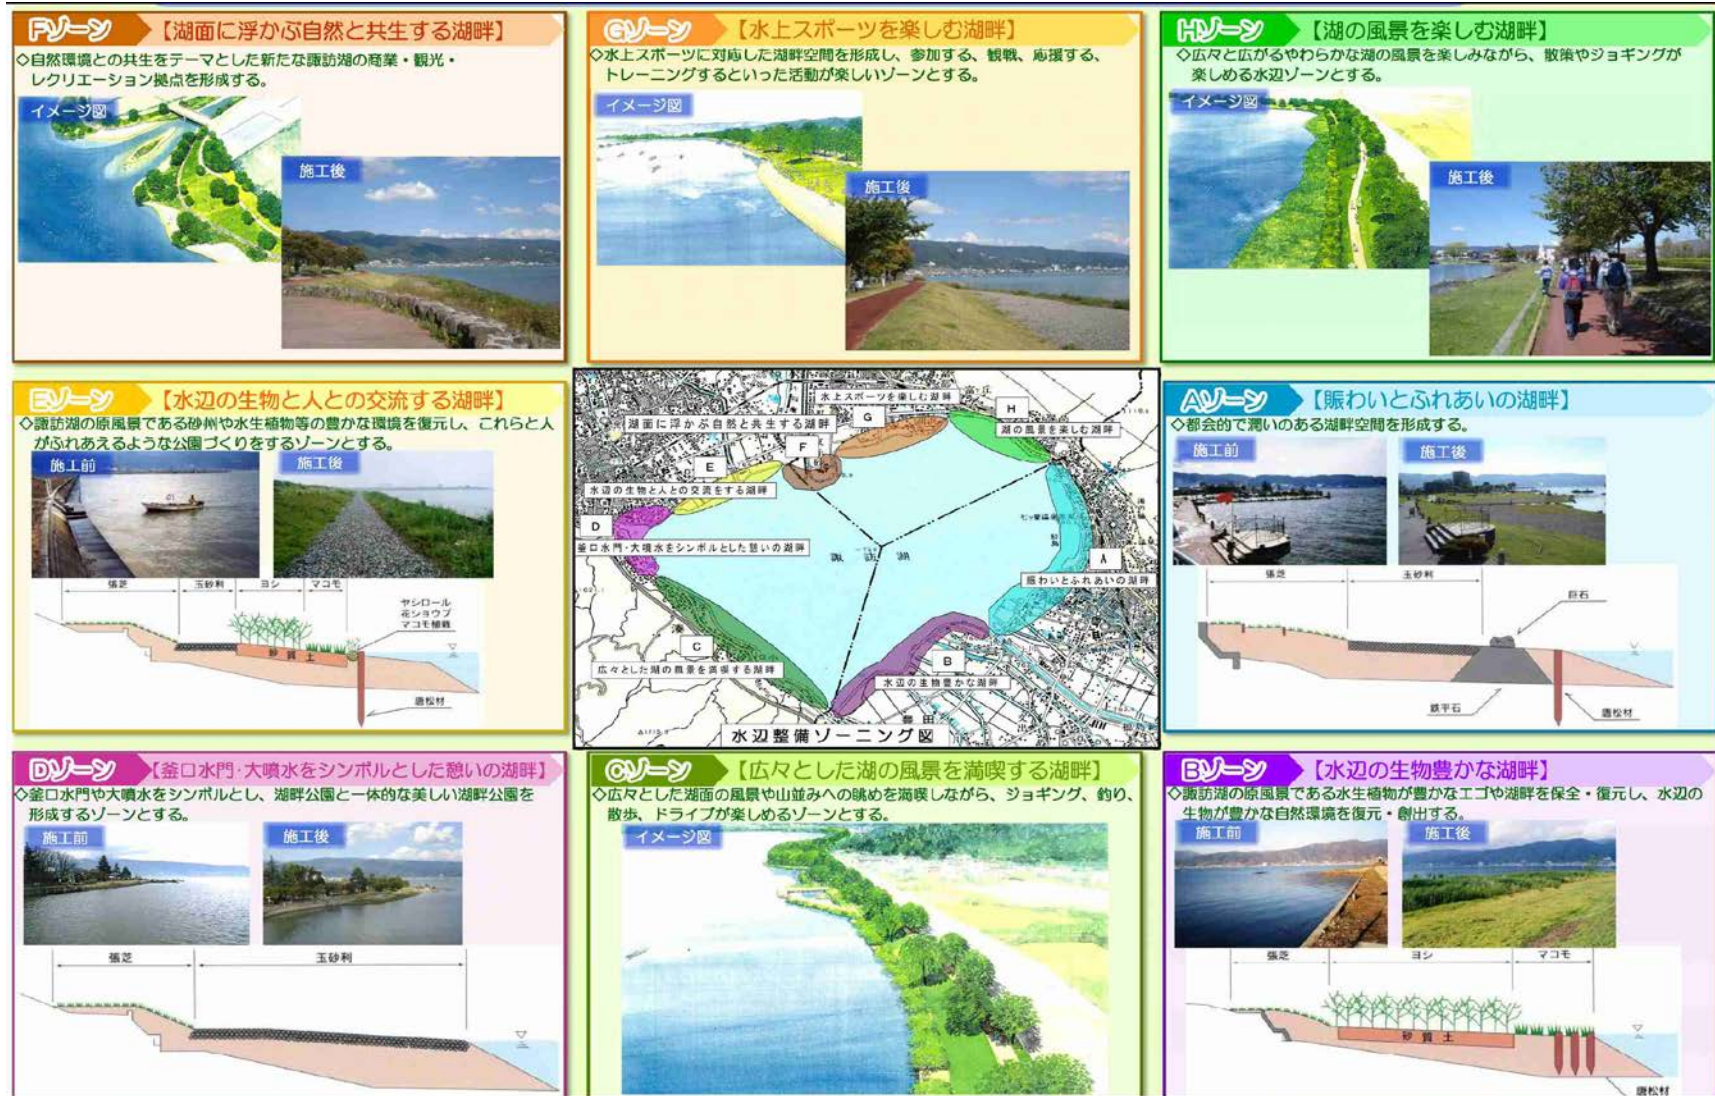 Fゾーン 【湖面に浮かぶ自然と共生する湖畔】
◇自然環境との共生をテーマとした新たな諏訪湖の商業・観光・
レクリエーション拠点を形成する。
イメージ図
施工後
Gゾーン 【水上スポーツを楽しむ湖畔】
◇水上スポーツに対応した湖畔空間を形成し、参加する、観戦、応援する、
トレーニングするといった活動が楽しいゾーンとする。
イメージ図
施工後
Hゾーン 【湖の風景を楽しむ湖畔】
◇広々と広がるやわらかな湖の風景を楽しみながら、散策やジョギングが
楽しめる水辺ゾーンとする。
イメージ図
施工後
Eゾーン 【水辺の生物と人との交流する湖畔】
◇諏訪湖の原風景である砂州や水生植物等の豊かな環境を復元し、これらと人
がふれあえるような公園づくりをするゾーンとする。
施工前
施工後
張芝 玉砂利 ヨシ マコモ
ヤシロール
花ショウブ
マコモ植栽
砂質土
唐松材
水上スポーツを楽しむ湖畔
G
H
湖面に浮かぶ自然と共生する湖畔
湖の風景を楽しむ湖畔
F
E
水辺の生物と人との交流をする湖畔
D
釜口水門・大噴水をシンボルとした憩いの湖畔
諏訪湖
A
賑わいとふれあいの湖畔
C
広々とした湖の風景を満喫する湖畔
B
水辺の生物豊かな湖畔
湊
豊田
水辺整備ゾーニング図
Aゾーン 【賑わいとふれあいの湖畔】
◇都会的で潤いのある湖畔空間を形成する。
施工前
施工後
張芝 玉砂利
巨石
鉄平石
唐松材
Dゾーン 【釜口水門・大噴水をシンボルとした憩いの湖畔】
◇釜口水門や大噴水をシンボルとし、湖畔公園と一体的な美しい湖畔公園を
形成するゾーンとする。
施工前
施工後
張芝 玉砂利
Cゾーン 【広々とした湖の風景を満喫する湖畔】
◇広々とした湖面の風景や山並みへの眺めを満喫しながら、ジョギング、釣り、
散歩、ドライブが楽しめるゾーンとする。
イメージ図
Bゾーン 【水辺の生物豊かな湖畔】
◇諏訪湖の原風景である水生植物が豊かなエゴや湖畔を保全・復元し、水辺の
生物が豊かな自然環境を復元・創出する。
施工前
施工後
張芝 ヨシ マコモ
砂質土
唐松材